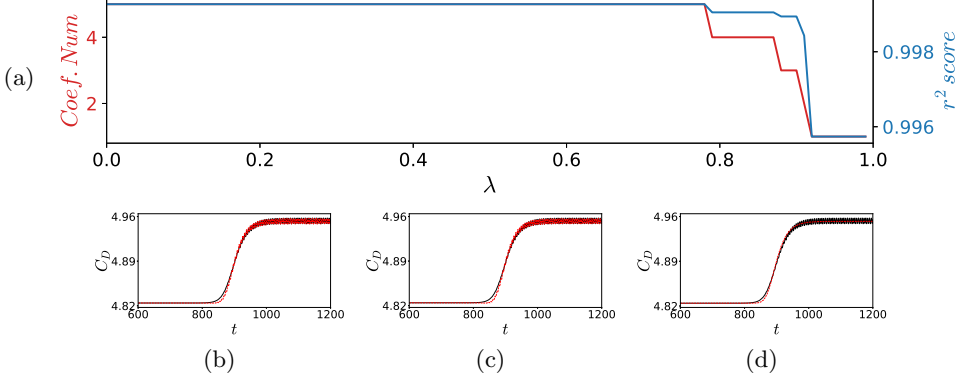 (a)
Coef. Num
4
2
0.998
0.996
r² score
0.0 0.2 0.4 0.6 0.8 1.0
λ
4.96 4.96 4.96
C_D 4.89 C_D 4.89 C_D 4.89
4.82 4.82 4.82
600 800 1000 1200 600 800 1000 1200 600 800 1000 1200
t t t
(b) (c) (d)